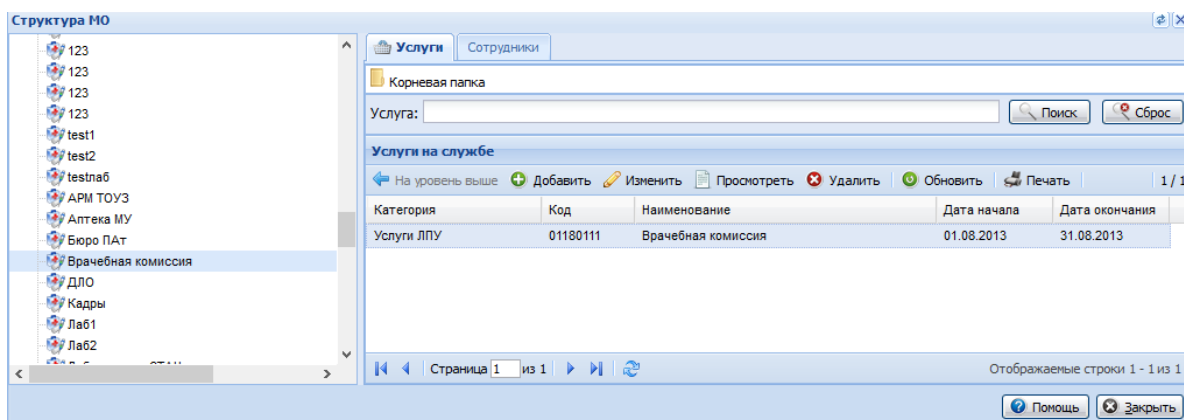 Структура МО
123
123
123
123
test1
test2
testлаб
АРМ ТОУЗ
Аптека МУ
Бюро ПАт
Врачебная комиссия
ДЛО
Кадры
Лаб1
Лаб2
Услуги Сотрудники
Корневая папка
Услуга: Поиск Сброс
Услуги на службе
На уровень выше Добавить Изменить Просмотреть Удалить Обновить Печать 1 / 1
Категория Код Наименование Дата начала Дата окончания
Услуги ЛПУ 01180111 Врачебная комиссия 01.08.2013 31.08.2013
Страница 1 из 1 Отображаемые строки 1 - 1 из 1
Помощь Закрыть